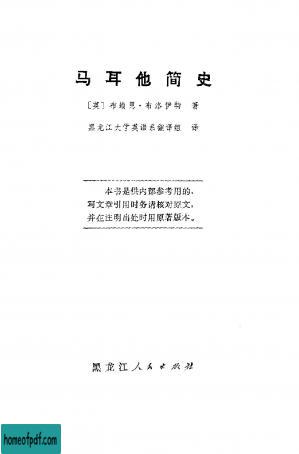 马耳他简史
〔英〕布赖恩·布洛伊特 著
黑龙江大学英语系翻译组 译
本书是供内部参考用的，
写文章引用时务请核对原文，
并在注明出处时用原著版本。
黑龙江人民出版社
homeofpdf.com